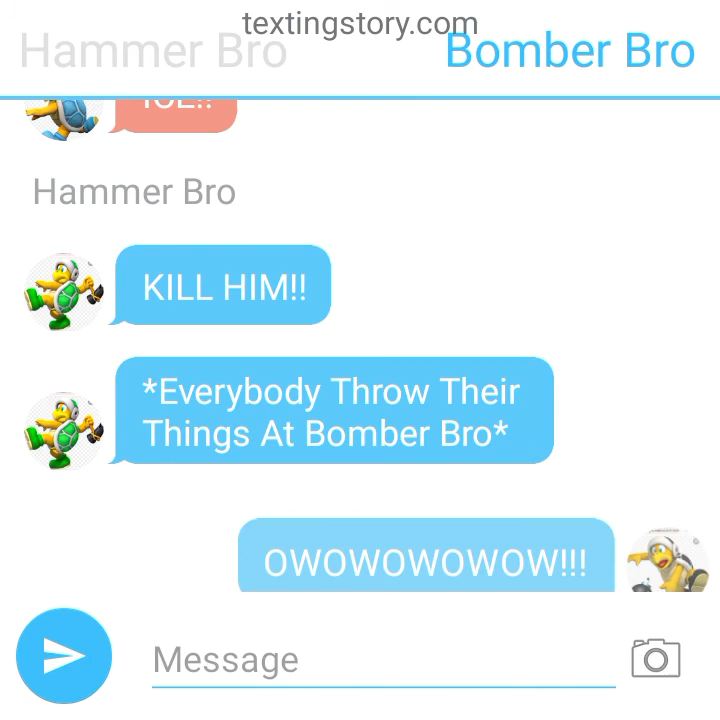 textingstory.com
Hammer Bro
Bomber Bro
Hammer Bro
KILL HIM!!
*Everybody Throw Their
Things At Bomber Bro*
OWOWOWOWOW!!!
Message